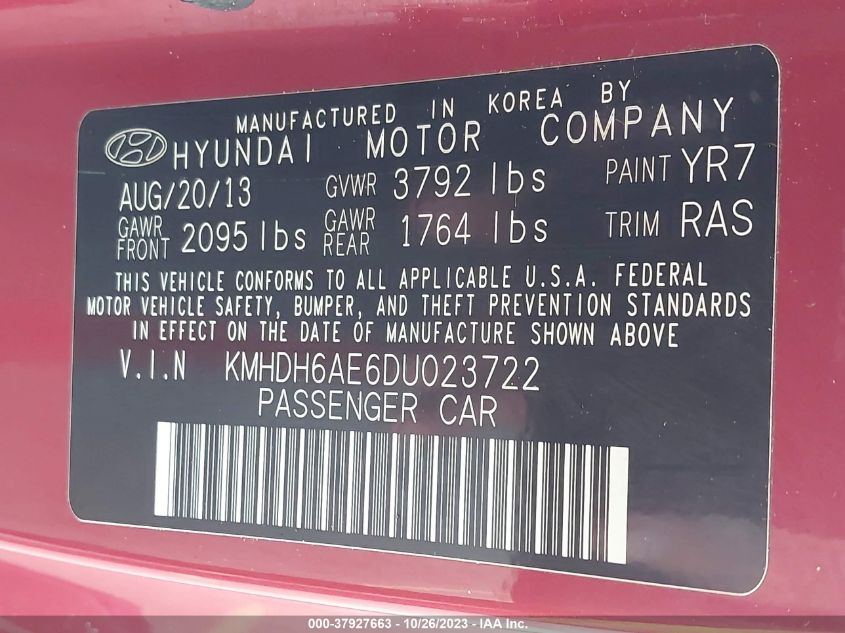 MANUFACTURED IN KOREA BY
HYUNDAI MOTOR COMPANY
AUG/20/13 GVWR 3792 lbs PAINT YR7
GAWR FRONT 2095 lbs GAWR REAR 1764 lbs TRIM RAS
THIS VEHICLE CONFORMS TO ALL APPLICABLE U.S.A. FEDERAL
MOTOR VEHICLE SAFETY, BUMPER, AND THEFT PREVENTION STANDARDS
IN EFFECT ON THE DATE OF MANUFACTURE SHOWN ABOVE
V.I.N KMHDH6AE6DU023722
PASSENGER CAR
000-37927663 - 10/26/2023 - IAA Inc.